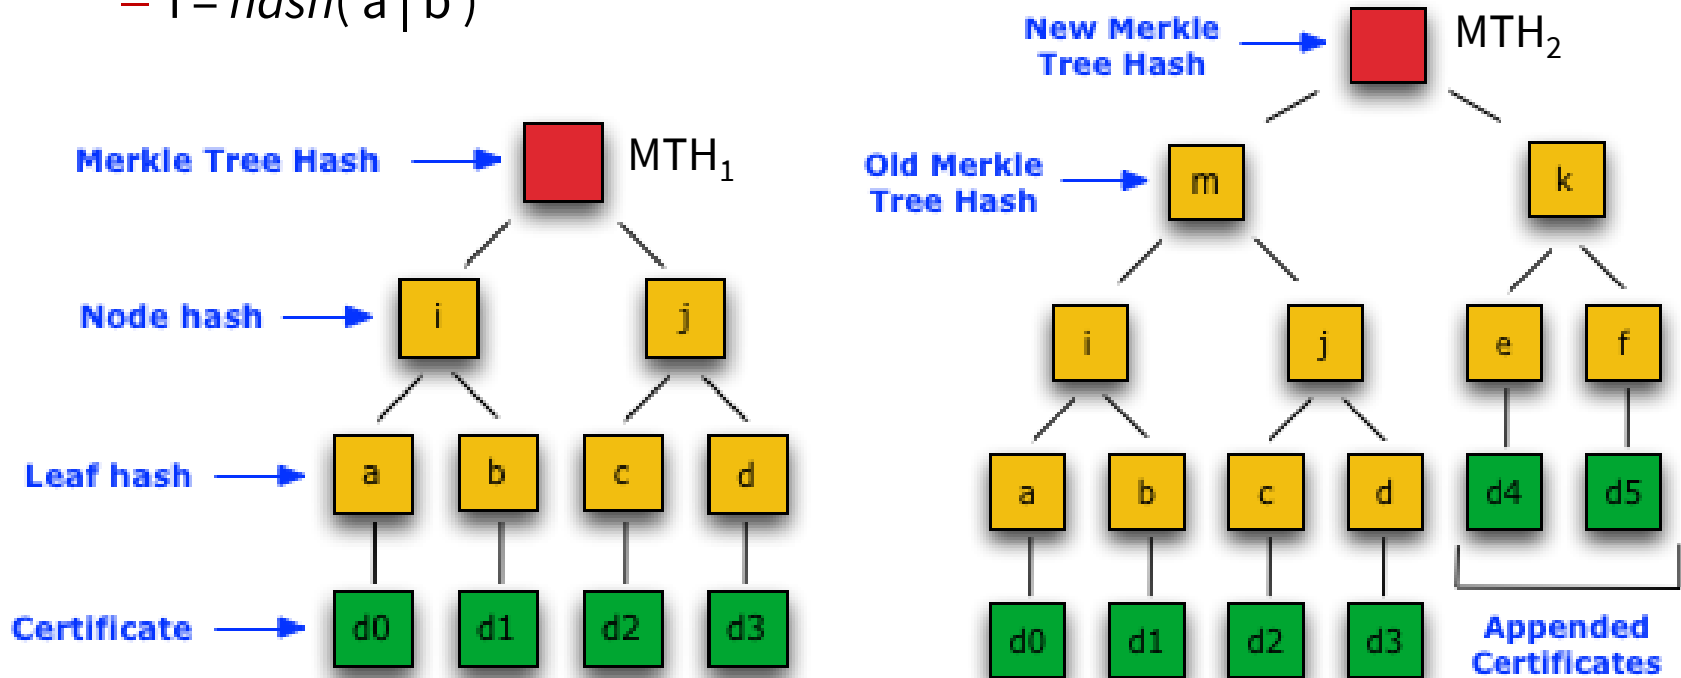 – i = hash( a | b )
Merkle Tree Hash
MTH1
i
j
Node hash
a
b
c
d
Leaf hash
d0
d1
d2
d3
Certificate
New Merkle
Tree Hash
MTH2
Old Merkle
Tree Hash
m
k
i
j
e
f
a
b
c
d
d4
d5
d0
d1
d2
d3
Appended
Certificates